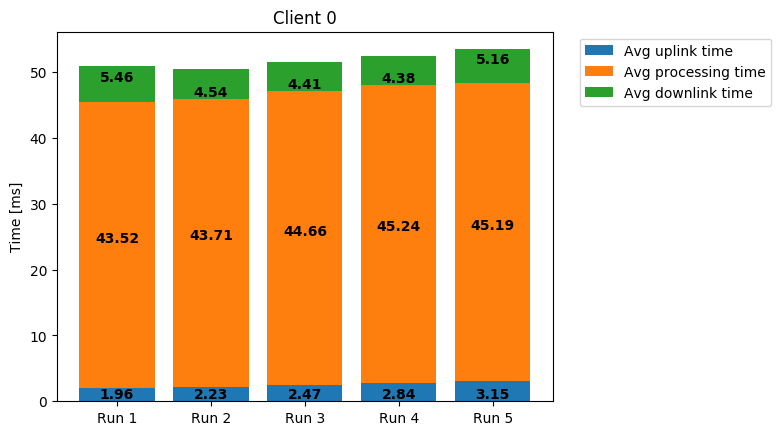 Client 0
Avg uplink time
Avg processing time
Avg downlink time
Time [ms]
50
40
30
20
10
0
5.46
4.54
4.41
4.38
5.16
43.52
43.71
44.66
45.24
45.19
1.96
2.23
2.47
2.84
3.15
Run 1
Run 2
Run 3
Run 4
Run 5